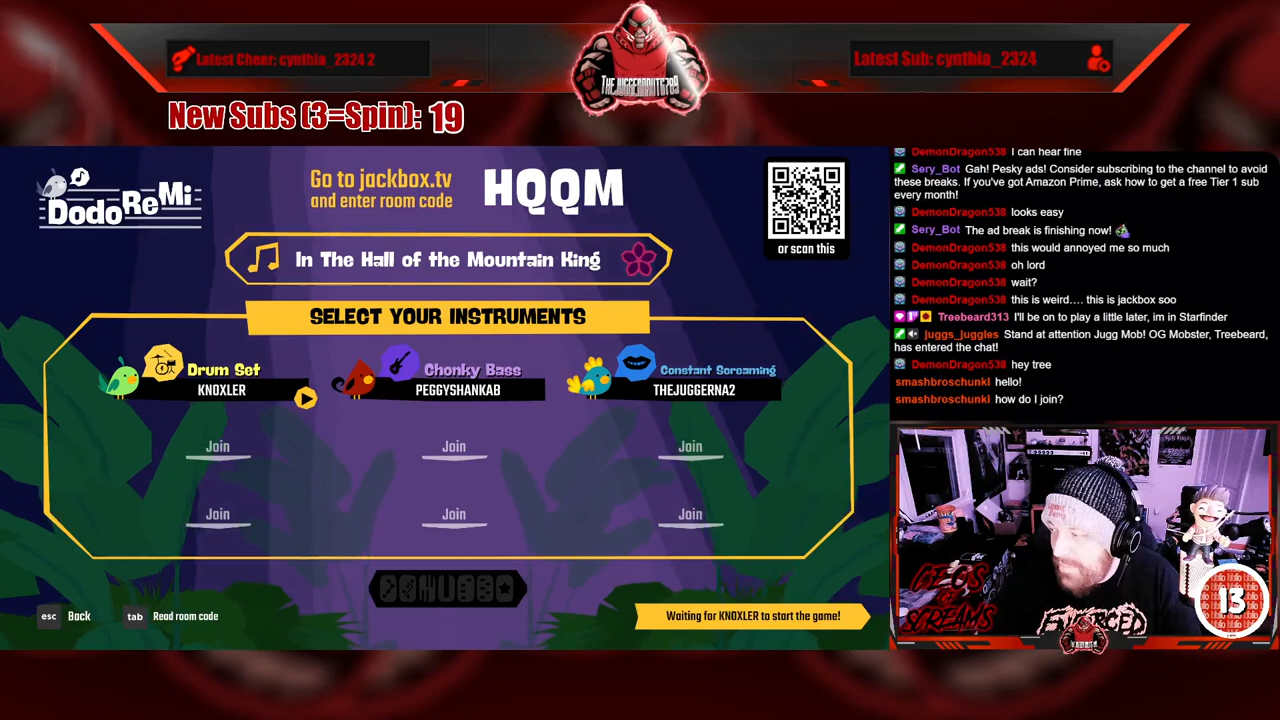 Latest Cheer: cynthia_2324 2
Latest Sub: cynthia_2324
THEJUGGERNAUT6789
New Subs (3=Spin): 19
DodoReMi
Go to jackbox.tv
and enter room code
HQQM
or scan this
In The Hall of the Mountain King
SELECT YOUR INSTRUMENTS
Drum Set
KNOXLER
Chonky Bass
PEGGYSHANKAB
Constant Screaming
THEJUGGERNA2
Join
Join
Join
Join
Join
Join
esc Back
tab Read room code
Waiting for KNOXLER to start the game!
DemonDragon538 I can hear fine
Sery_Bot Gah! Pesky ads! Consider subscribing to the channel to avoid
these breaks. If you've got Amazon Prime, ask how to get a free Tier 1 sub
every month!
DemonDragon538 looks easy
Sery_Bot The ad break is finishing now!
DemonDragon538 this would annoyed me so much
DemonDragon538 oh lord
DemonDragon538 wait?
DemonDragon538 this is weird.... this is jackbox soo
Treebeard313 I'll be on to play a little later, im in Starfinder
juggs_juggles Stand at attention Jugg Mob! OG Mobster, Treebeard,
has entered the chat!
DemonDragon538 hey tree
smashbroschunki hello!
smashbroschunki how do I join?
GEARS
OF
SCREAMS
ENFORCED
13